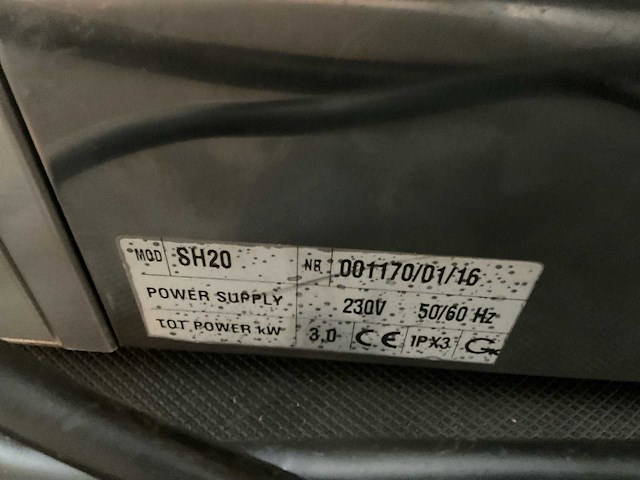 MOD SH20 NR 001170/01/16
POWER SUPPLY 230V 50/60 Hz
TOT POWER kW 3,0 CE IPX3